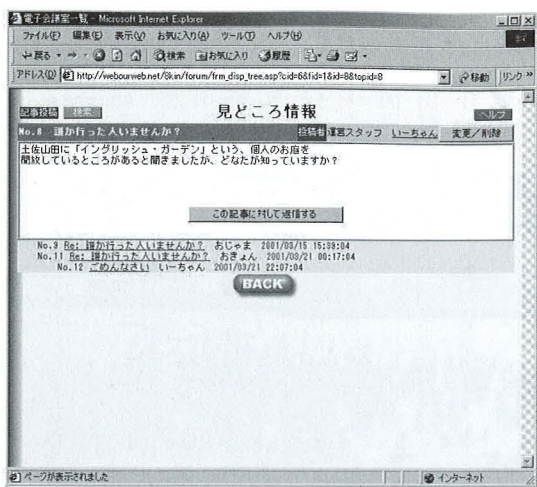 電子会議室一覧 - Microsoft Internet Explorer
ファイル(F) 編集(E) 表示(V) お気に入り(A) ツール(T) ヘルプ(H)
戻る 検索 お気に入り 履歴
アドレス(D) http://webourweb.net/8kin/forum/frm_disp_tree.asp?cid=6&fid=1&id=8&topid=8 移動 リンク »
記事投稿 検索 見どころ情報 ヘルプ
No.8 誰か行った人いませんか? 投稿者 運営スタッフ いーちゃん 変更/削除
土佐山田に「イングリッシュ・ガーデン」という、個人のお庭を
開放しているところがあると聞きましたが、どなたか知っていますか?
この記事に対して返信する
No.9 Re: 誰か行った人いませんか? おじゃま 2001/03/15 15:39:04
No.11 Re: 誰か行った人いませんか? おきょん 2001/03/21 00:17:04
No.12 ごめんなさい いーちゃん 2001/03/21 22:07:04
BACK
ページが表示されました インターネット